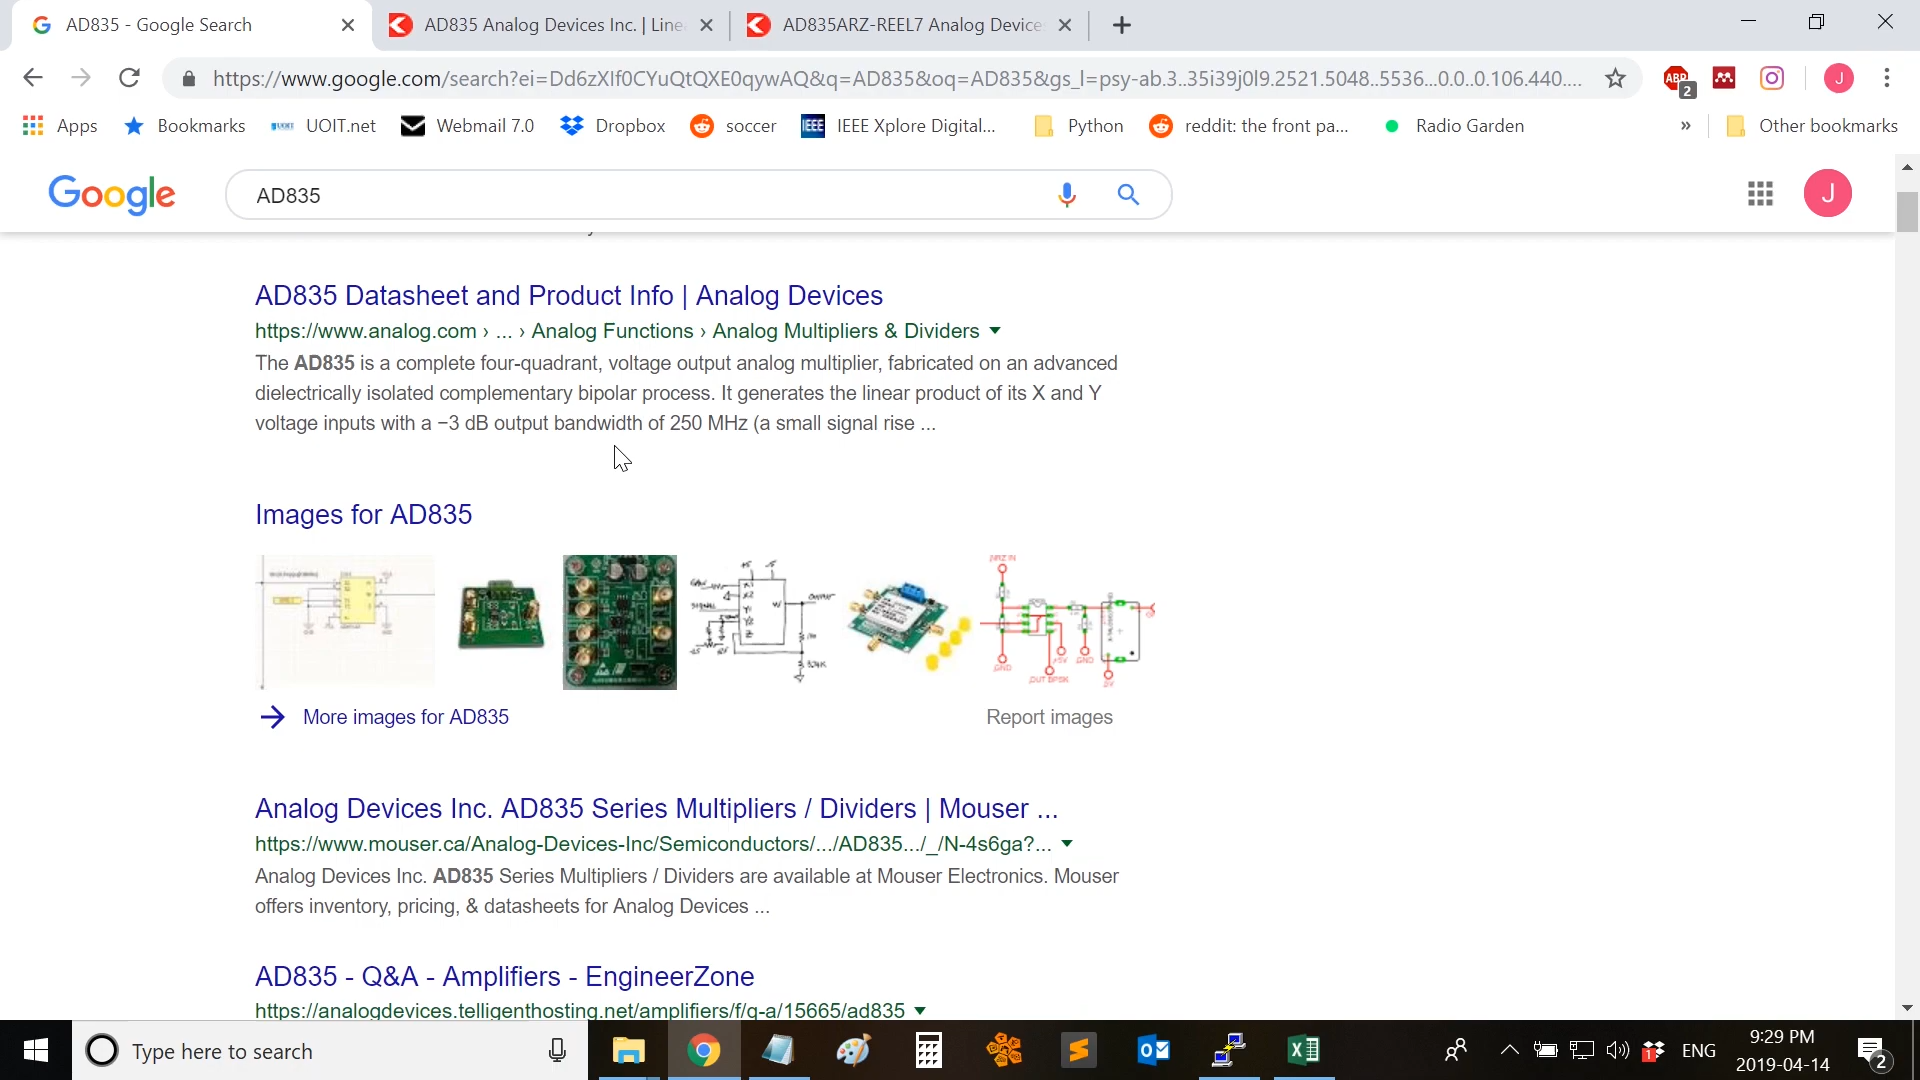 AD835 - Google Search
AD835 Analog Devices Inc. | Line
AD835ARZ-REEL7 Analog Device
https://www.google.com/search?ei=Dd6zXIf0CYuQtQXE0qywAQ&q=AD835&oq=AD835&gs_l=psy-ab.3..35i39j0l9.2521.5048..5536...0..0.106.440....
ABP
2
J
Apps
Bookmarks
UOIT.net
Webmail 7.0
Dropbox
soccer
IEEE
IEEE Xplore Digital...
Python
reddit: the front pa...
Radio Garden
»
Other bookmarks
Google
AD835
J
AD835 Datasheet and Product Info | Analog Devices
https://www.analog.com › ... › Analog Functions › Analog Multipliers & Dividers
The AD835 is a complete four-quadrant, voltage output analog multiplier, fabricated on an advanced
dielectrically isolated complementary bipolar process. It generates the linear product of its X and Y
voltage inputs with a −3 dB output bandwidth of 250 MHz (a small signal rise ...
Images for AD835
GND
+5V
GND
OUT BPSK
More images for AD835
Report images
Analog Devices Inc. AD835 Series Multipliers / Dividers | Mouser ...
https://www.mouser.ca/Analog-Devices-Inc/Semiconductors/.../AD835.../_/N-4s6ga?...
Analog Devices Inc. AD835 Series Multipliers / Dividers are available at Mouser Electronics. Mouser
offers inventory, pricing, & datasheets for Analog Devices ...
AD835 - Q&A - Amplifiers - EngineerZone
https://analogdevices.telligenthosting.net/amplifiers/f/q-a/15665/ad835
Type here to search
ENG
9:29 PM
2019-04-14
2